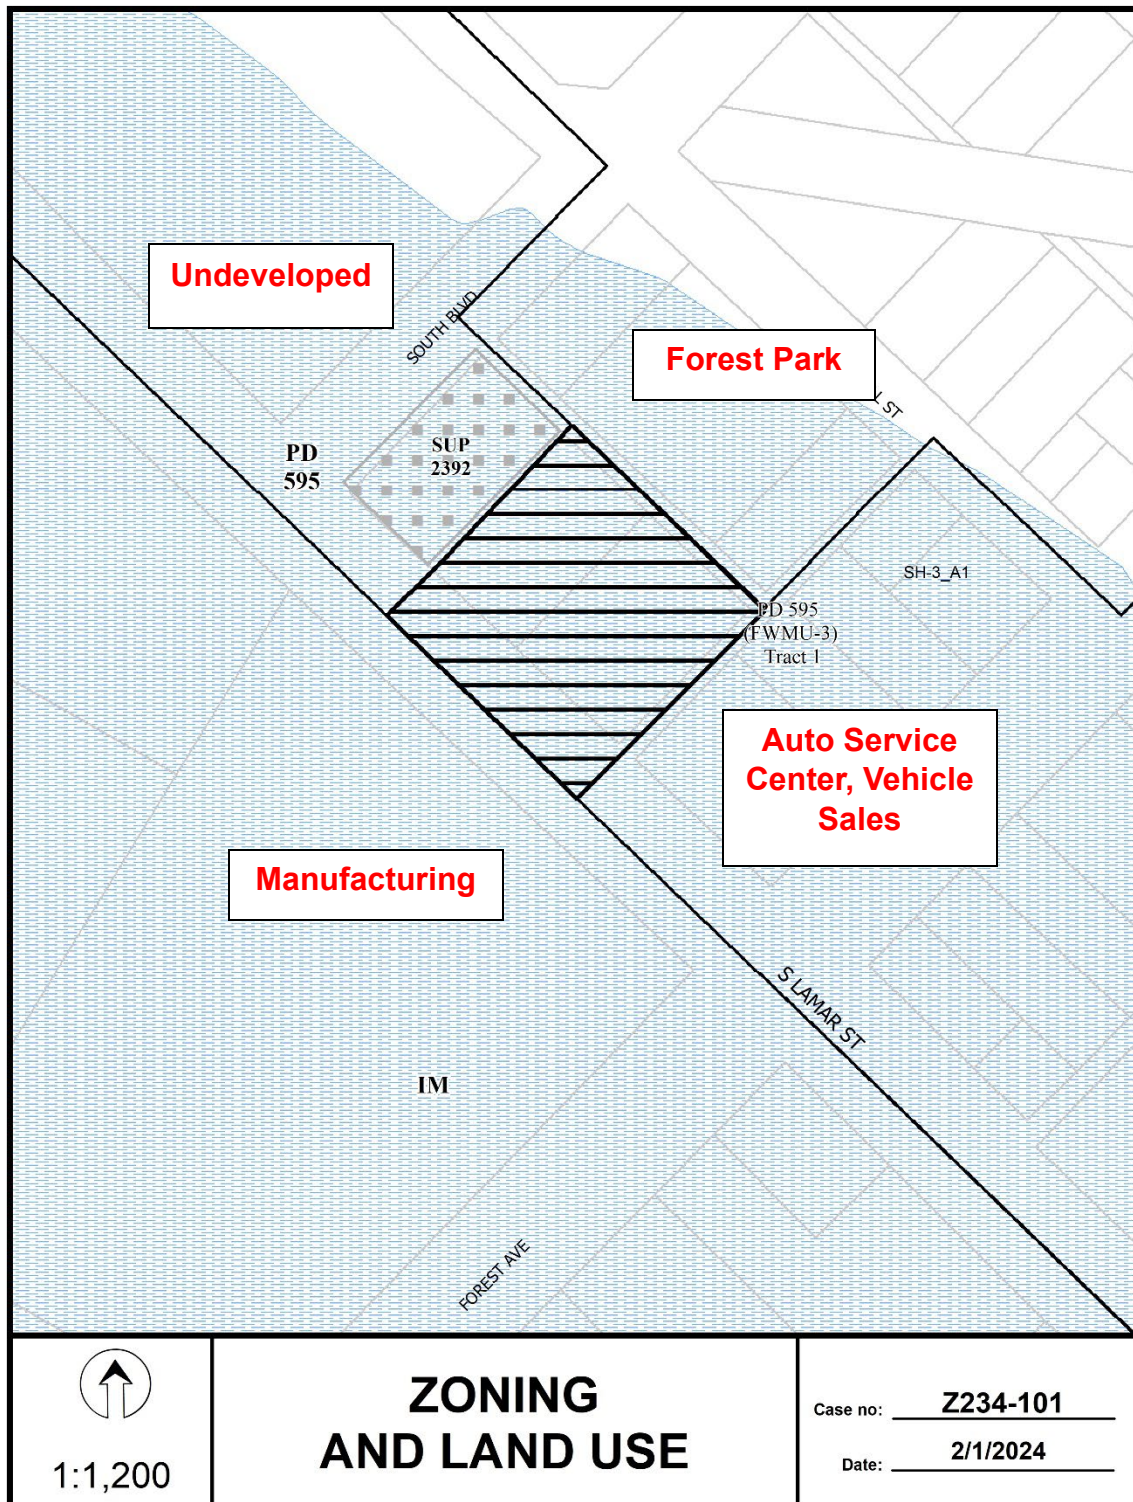 Undeveloped
SOUTH BLVD
Forest Park
ST
PD
595
SUP
2392
SH-3_A1
PD 595
(FWMU-3)
Tract 1
Auto Service
Center, Vehicle
Sales
Manufacturing
S LAMAR ST
IM
FOREST AVE
1:1,200
ZONING
AND LAND USE
Case no: Z234-101
Date: 2/1/2024